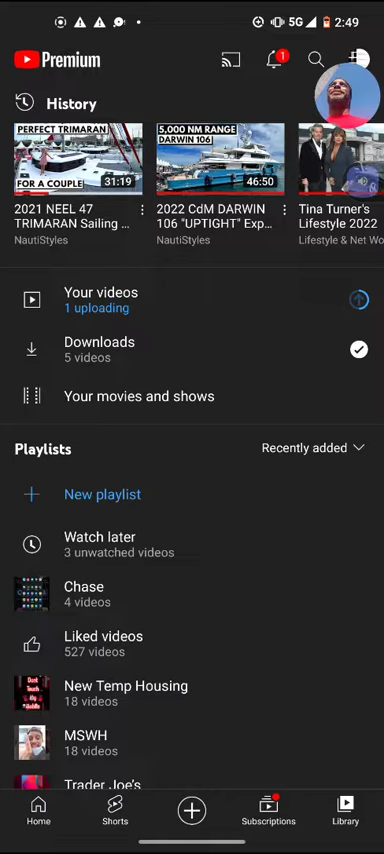 5G 2:49
Premium
1
History
PERFECT TRIMARAN
FOR A COUPLE
31:19
5,000 NM RANGE
DARWIN 106
46:50
2021 NEEL 47
TRIMARAN Sailing ...
NautiStyles
2022 CdM DARWIN
106 "UPTIGHT" Exp...
NautiStyles
Tina Turner's
Lifestyle 2022
Lifestyle & Net Wo
Your videos
1 uploading
Downloads
5 videos
Your movies and shows
Playlists
Recently added
New playlist
Watch later
3 unwatched videos
Chase
4 videos
Liked videos
527 videos
New Temp Housing
18 videos
MSWH
18 videos
Trader Joe's
Home
Shorts
Subscriptions
Library